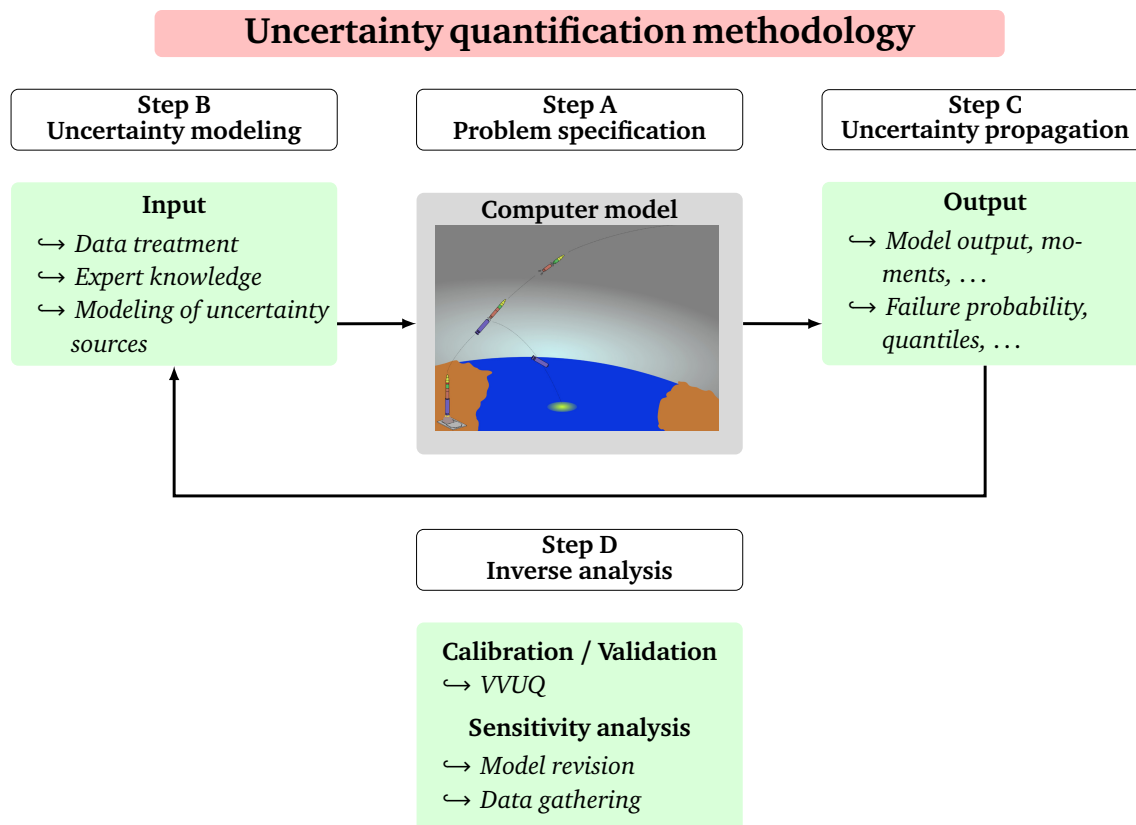 Uncertainty quantification methodology
Step B
Uncertainty modeling
Step A
Problem specification
Step C
Uncertainty propagation
Input
↪ Data treatment
↪ Expert knowledge
↪ Modeling of uncertainty
sources
Computer model
Output
↪ Model output, mo-
ments, …
↪ Failure probability,
quantiles, …
Step D
Inverse analysis
Calibration / Validation
↪ VVUQ
Sensitivity analysis
↪ Model revision
↪ Data gathering